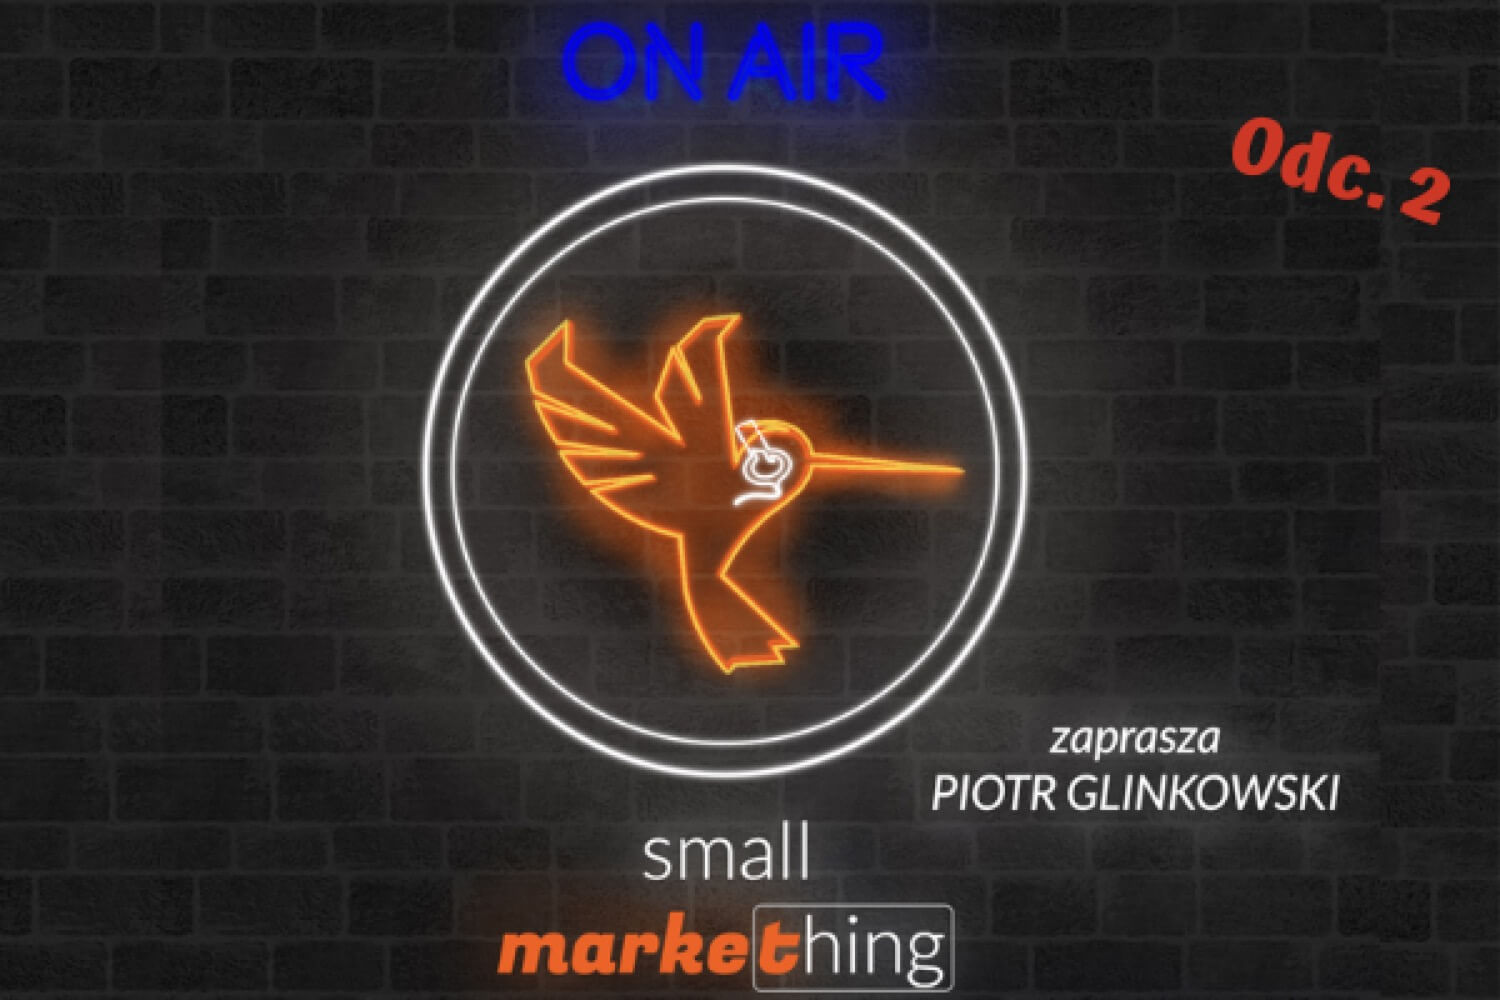 ON AIR
Odc. 2
zaprasza
PIOTR GLINKOWSKI
small
markething